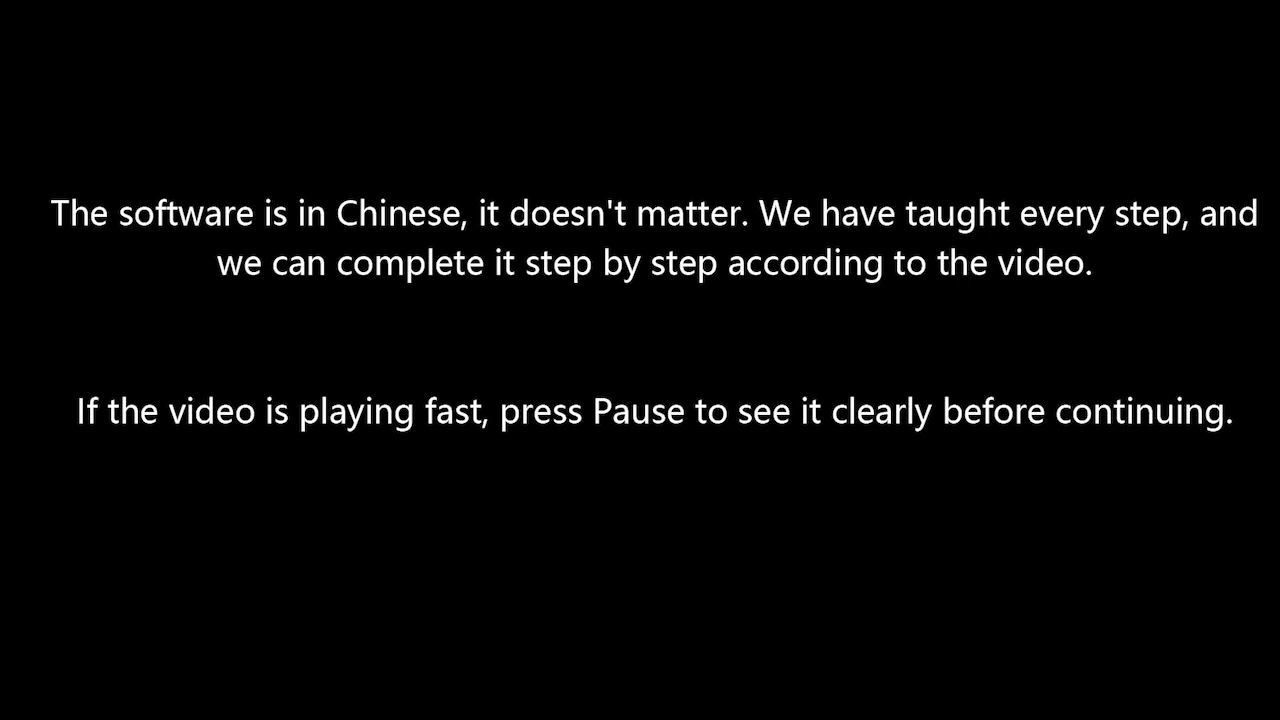 The software is in Chinese, it doesn't matter. We have taught every step, and
we can complete it step by step according to the video.
If the video is playing fast, press Pause to see it clearly before continuing.